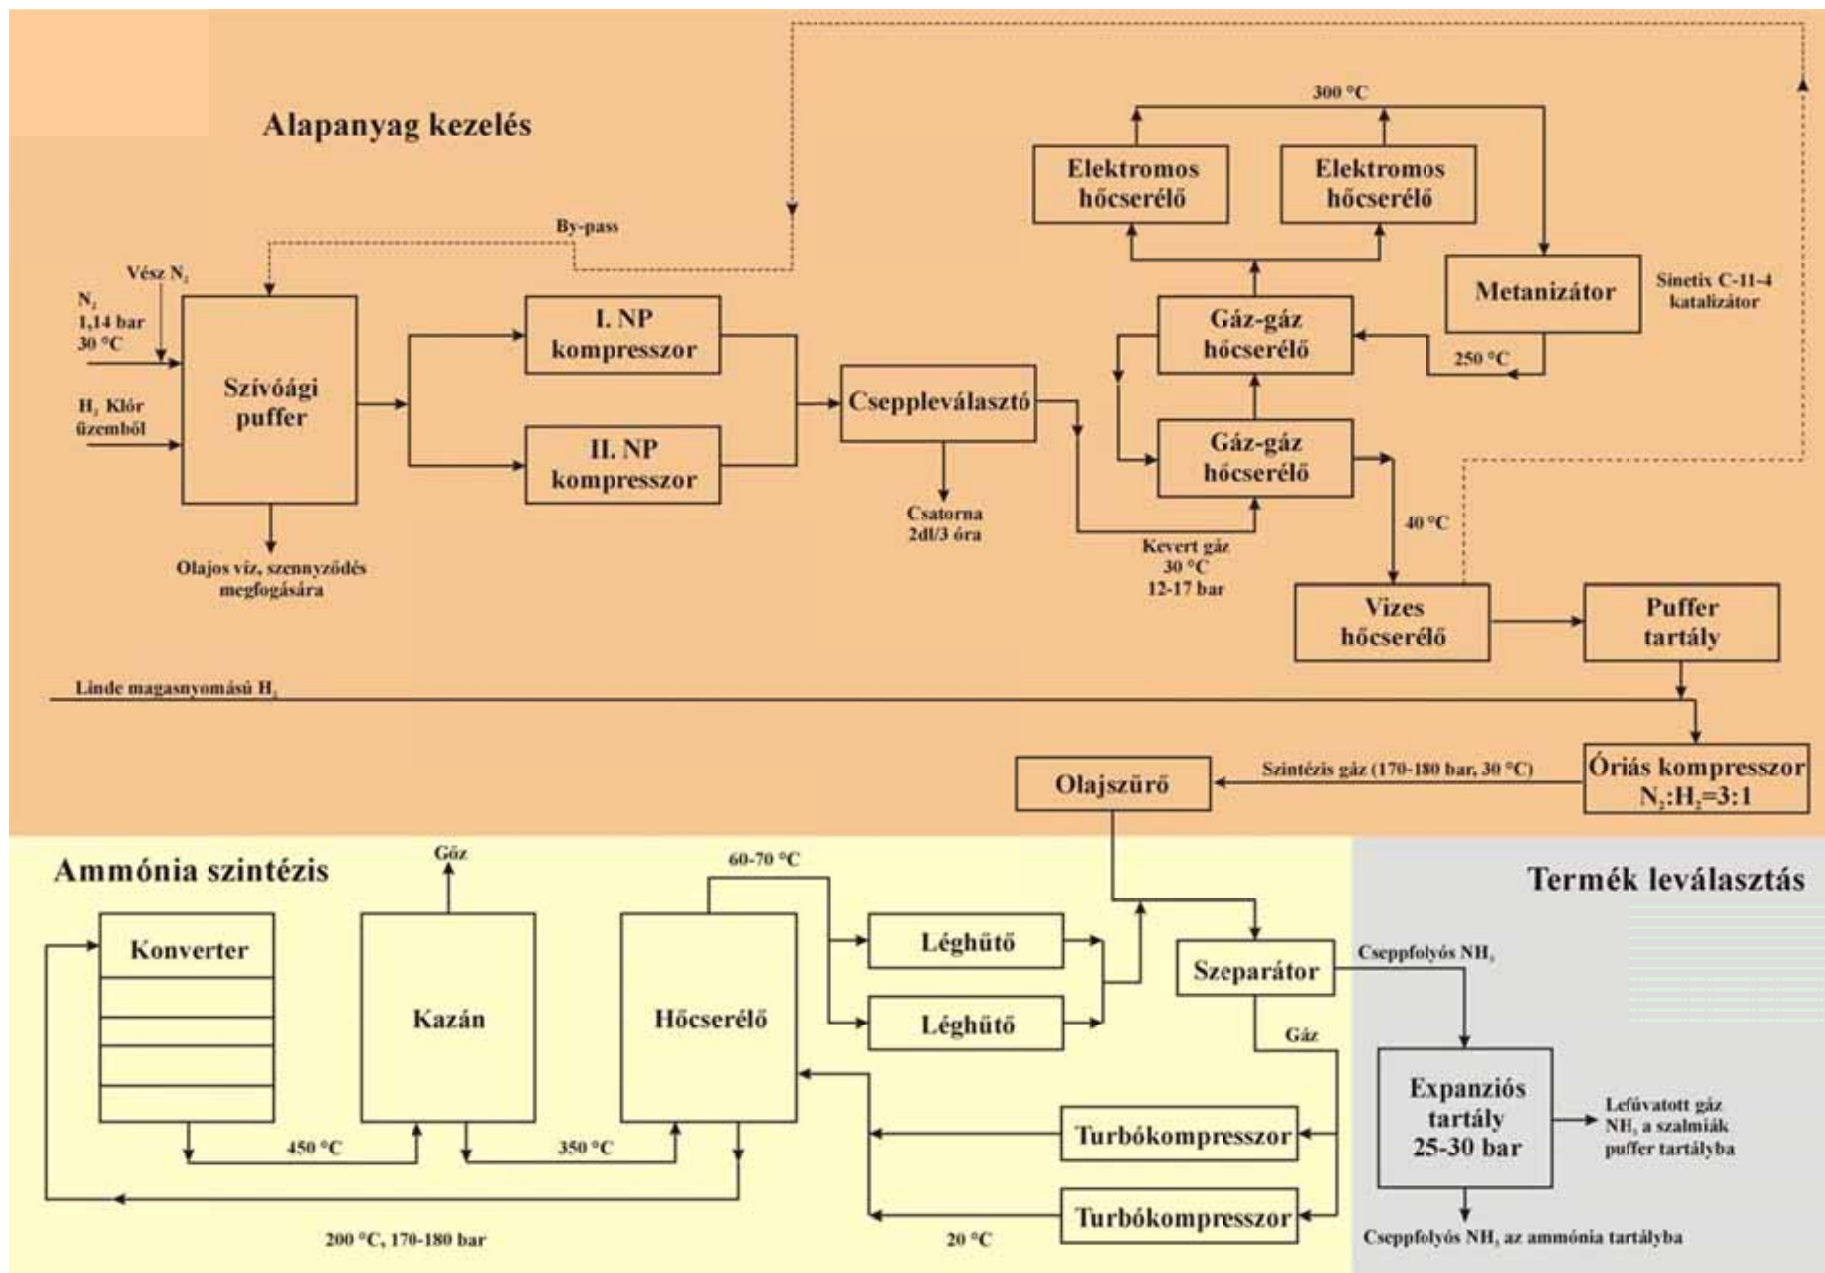 Alapanyag kezelés
300 °C
Elektromos
hőcserélő
Elektromos
hőcserélő
By-pass
Vész N₂
N₂
1,14 bar
30 °C
H₂ Klór
űzemből
Szívóági
puffer
I. NP
kompresszor
II. NP
kompresszor
Cseppleválasztó
Gáz-gáz
hőcserélő
Gáz-gáz
hőcserélő
Metanizátor
Sinetix C-11-4
katalizátor
250 °C
Olajos víz, szennyződés
megfogására
Csatorna
2dl/3 óra
Kevert gáz
30 °C
12-17 bar
40 °C
Vizes
hőcserélő
Puffer
tartály
Linde magasnyomású H₂
Olajszűrő
Szintézis gáz (170-180 bar, 30 °C)
Óriás kompresszor
N₂:H₂=3:1
Ammónia szintézis
Gőz
60-70 °C
Konverter
Kazán
Hőcserélő
Léghűtő
Léghűtő
Szeparátor
Gáz
Turbókompresszor
Turbókompresszor
450 °C
350 °C
200 °C, 170-180 bar
20 °C
Termék leválasztás
Cseppfolyós NH₃
Expanziós
tartály
25-30 bar
Lefúvatott gáz
NH₃ a szalmiák
puffer tartályba
Cseppfolyós NH₃ az ammónia tartályba